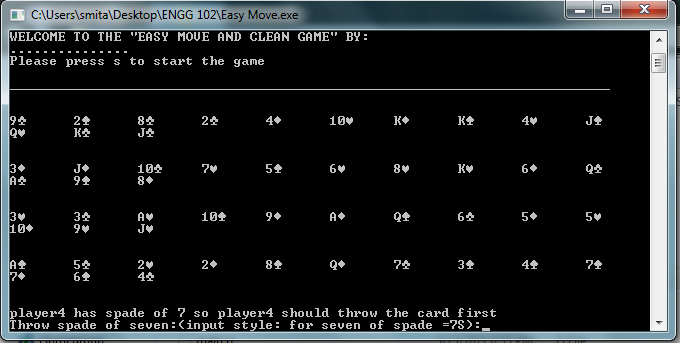 C:\Users\smita\Desktop\ENGG 102\Easy Move.exe
WELCOME TO THE "EASY MOVE AND CLEAN GAME" BY:
...............
Please press s to start the game
9♣ 2♠ 8♣ 2♣ 4♦ 10♥ K♦ K♠ 4♥ J♠
Q♥ K♣ J♣
3♦ J♦ 10♣ 7♥ 5♠ 6♥ 8♥ K♥ 6♦ Q♣
A♣ 9♠ 8♦
3♥ 3♣ A♥ 10♠ 9♦ A♦ Q♠ 6♣ 5♦ 5♥
10♦ 9♥ J♥
A♠ 5♣ 2♥ 2♦ 8♠ Q♦ 7♣ 3♠ 4♠ 7♠
7♦ 6♠ 4♣
player4 has spade of 7 so player4 should throw the card first
Throw spade of seven:(input style: for seven of spade =7S):_